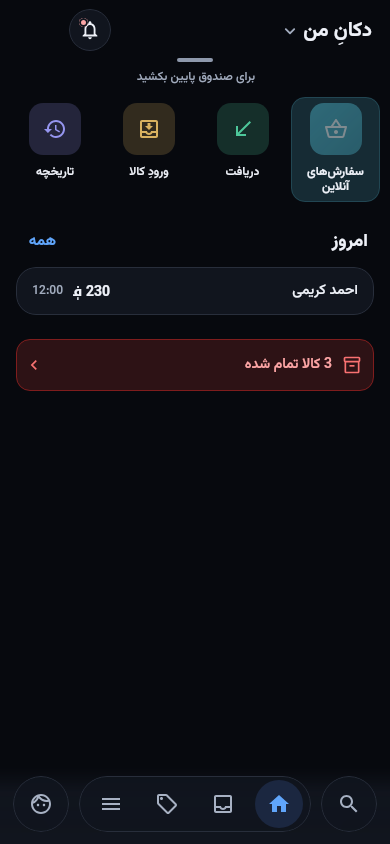 دکانِ من
برای صندوق پایین بکشید
سفارش‌های آنلاین
دریافت
ورود کالا
تاریخچه
امروز
همه
احمد کریمی
230 ؋
12:00
3 کالا تمام شده